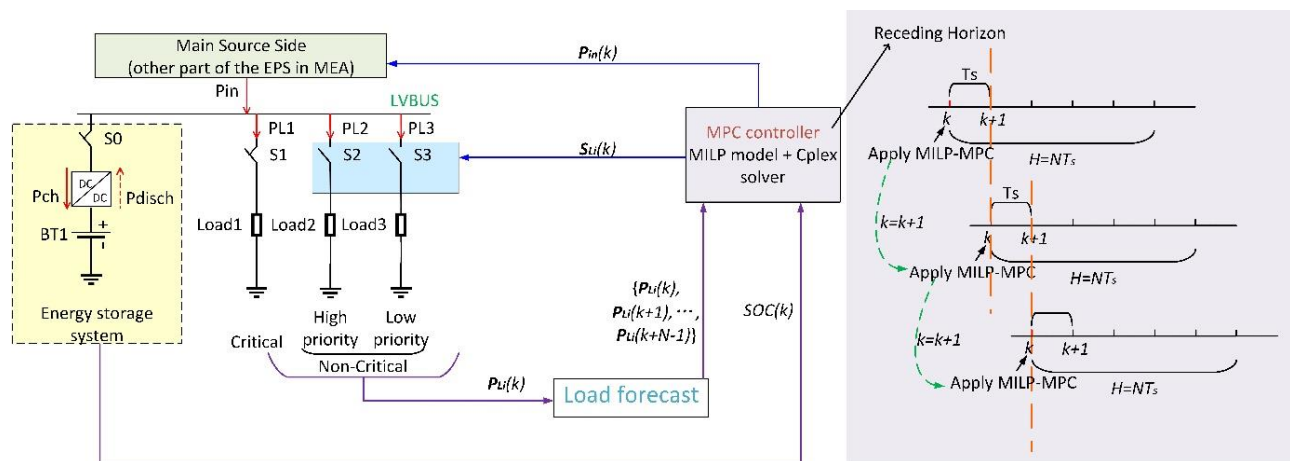 Main Source Side
(other part of the EPS in MEA)
Pin
LVBUS
S0
Pch
DC
DC
Pdisch
BT1
+
-
Energy storage
system
PL1
PL2
PL3
S1
S2
S3
Load1
Load2
Load3
Critical
High
priority
Low
priority
Non-Critical
Pin(k)
SLi(k)
MPC controller
MILP model + Cplex
solver
{PLi(k),
PLi(k+1), ···,
PLi(k+N-1)}
SOC(k)
PLi(k)
Load forecast
Receding Horizon
Ts
k
k+1
Apply MILP-MPC
H=NTs
k=k+1
Ts
k
k+1
Apply MILP-MPC
H=NTs
k=k+1
k
k+1
Apply MILP-MPC
H=NTs